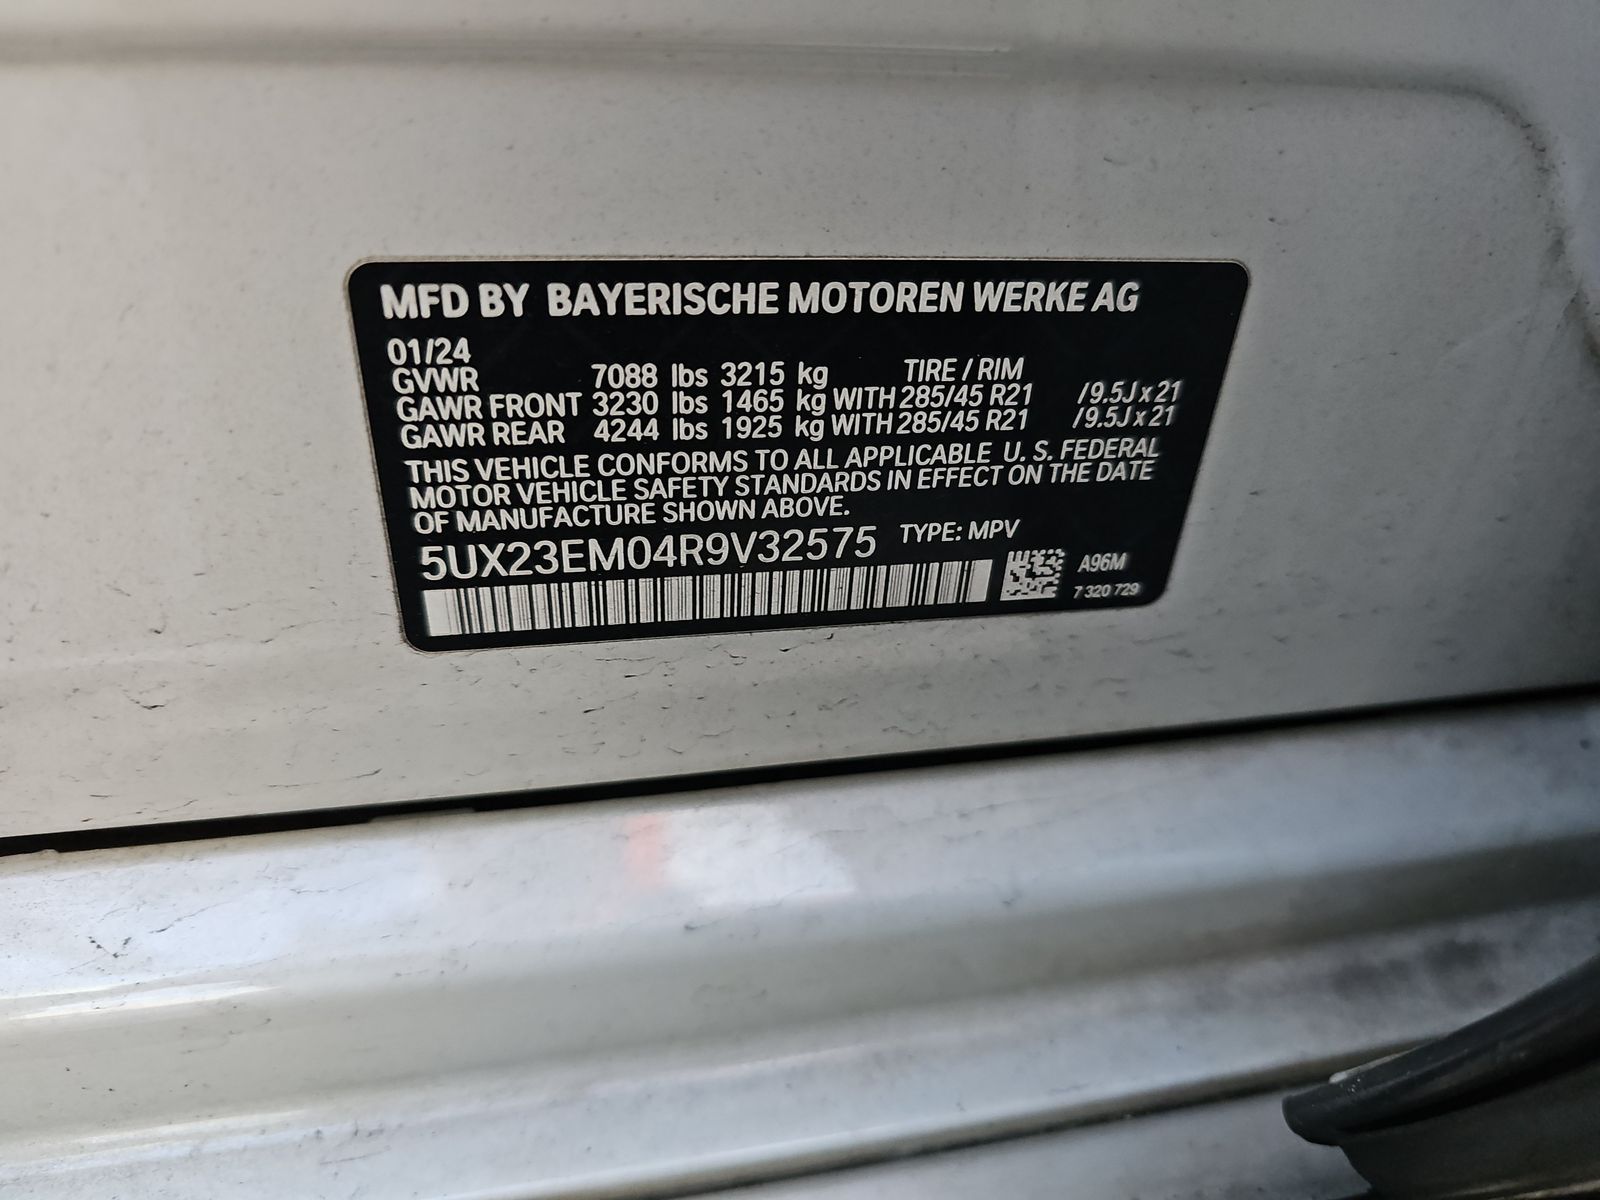 MFD BY BAYERISCHE MOTOREN WERKE AG
01/24
GVWR 7088 lbs 3215 kg TIRE / RIM
GAWR FRONT 3230 lbs 1465 kg WITH 285/45 R21 /9.5J x 21
GAWR REAR 4244 lbs 1925 kg WITH 285/45 R21 /9.5J x 21
THIS VEHICLE CONFORMS TO ALL APPLICABLE U. S. FEDERAL
MOTOR VEHICLE SAFETY STANDARDS IN EFFECT ON THE DATE
OF MANUFACTURE SHOWN ABOVE.
5UX23EM04R9V32575 TYPE: MPV
A96M
7 320 729